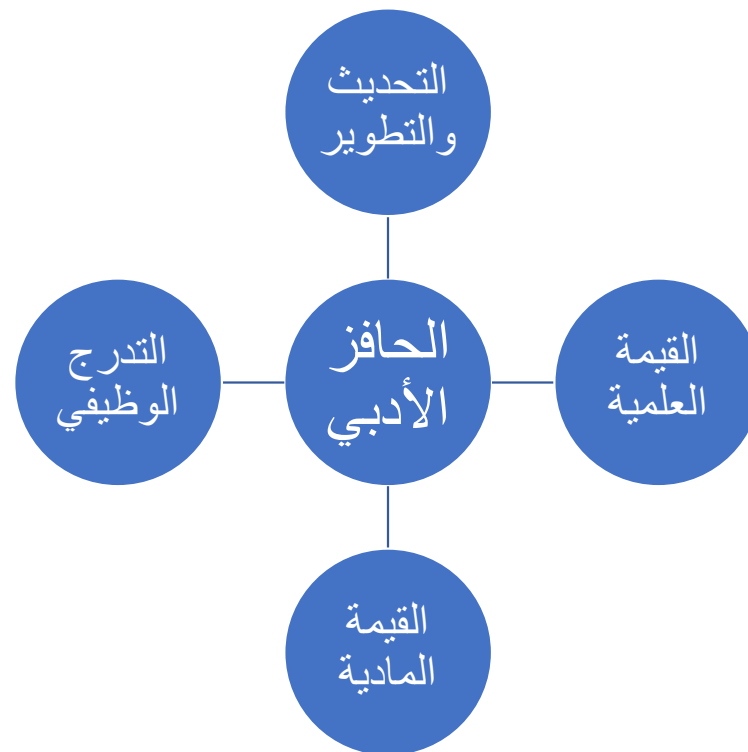 التحديث
والتطوير
التدرج
الوظيفي
الحافز
الأدبي
القيمة
العلمية
القيمة
المادية